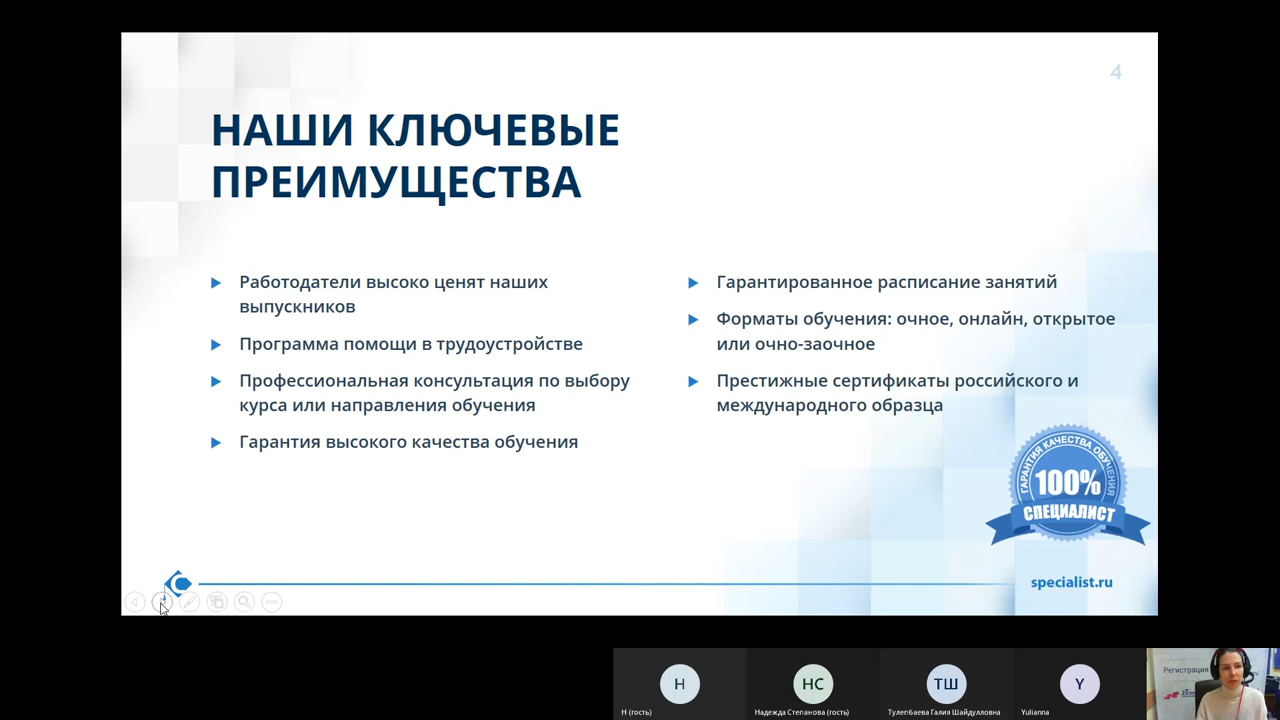 4
НАШИ КЛЮЧЕВЫЕ
ПРЕИМУЩЕСТВА
Работодатели высоко ценят наших
выпускников
Программа помощи в трудоустройстве
Профессиональная консультация по выбору
курса или направления обучения
Гарантия высокого качества обучения
Гарантированное расписание занятий
Форматы обучения: очное, онлайн, открытое
или очно-заочное
Престижные сертификаты российского и
международного образца
ГАРАНТИЯ КАЧЕСТВА ОБУЧЕНИЯ
100%
СПЕЦИАЛИСТ
specialist.ru
Н
Н (гость)
НС
Надежда Степанова (гость)
ТШ
Тулепбаева Галия Шайдулловна
Y
Yulianna
Регистрация